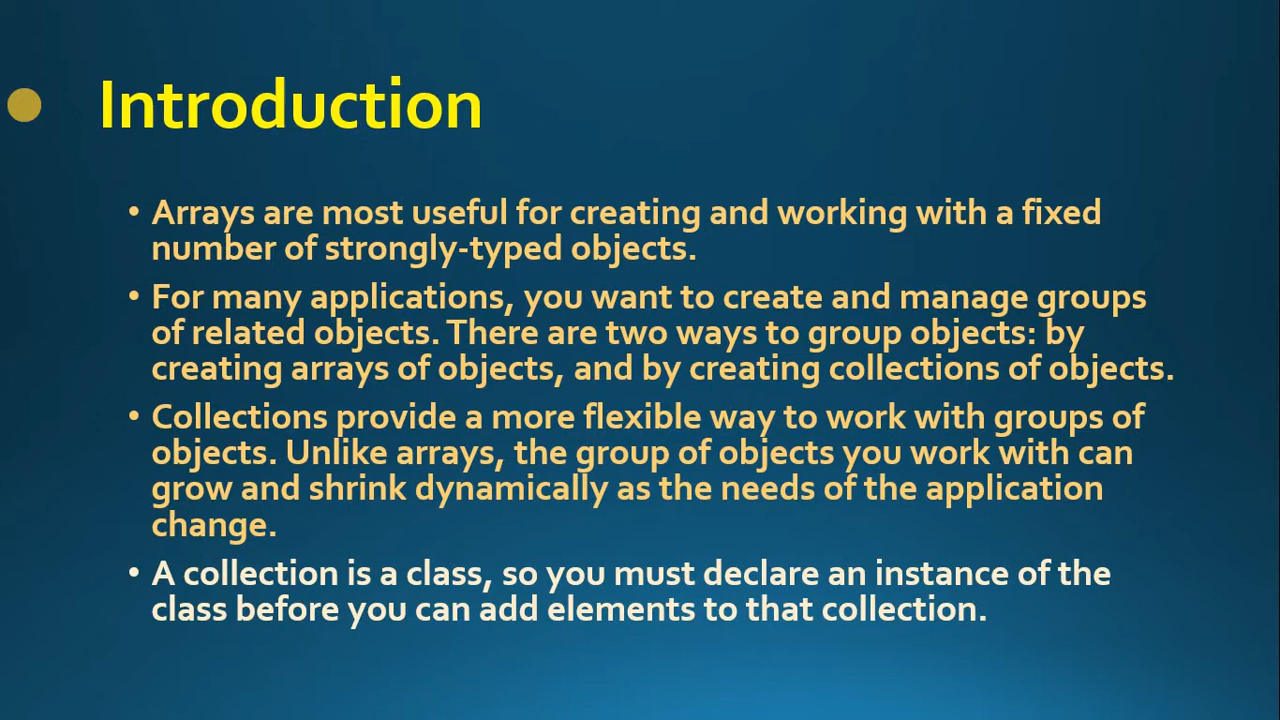 Introduction
• Arrays are most useful for creating and working with a fixed
number of strongly-typed objects.
• For many applications, you want to create and manage groups
of related objects. There are two ways to group objects: by
creating arrays of objects, and by creating collections of objects.
• Collections provide a more flexible way to work with groups of
objects. Unlike arrays, the group of objects you work with can
grow and shrink dynamically as the needs of the application
change.
• A collection is a class, so you must declare an instance of the
class before you can add elements to that collection.